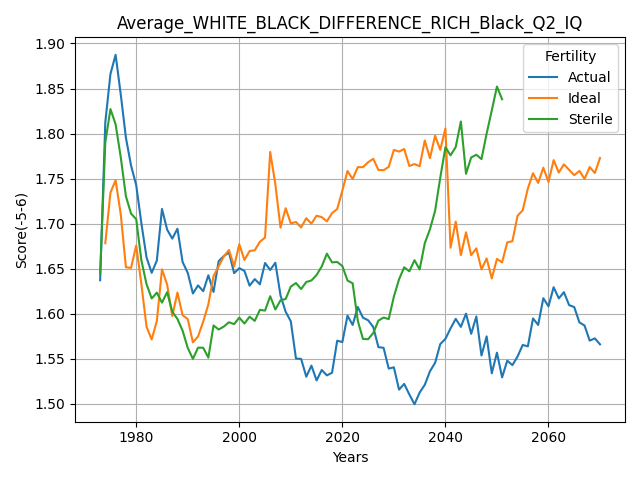 Average_WHITE_BLACK_DIFFERENCE_RICH_Black_Q2_IQ
Fertility
Actual
Ideal
Sterile
Score(-5-6)
1.90
1.85
1.80
1.75
1.70
1.65
1.60
1.55
1.50
1980
2000
2020
2040
2060
Years